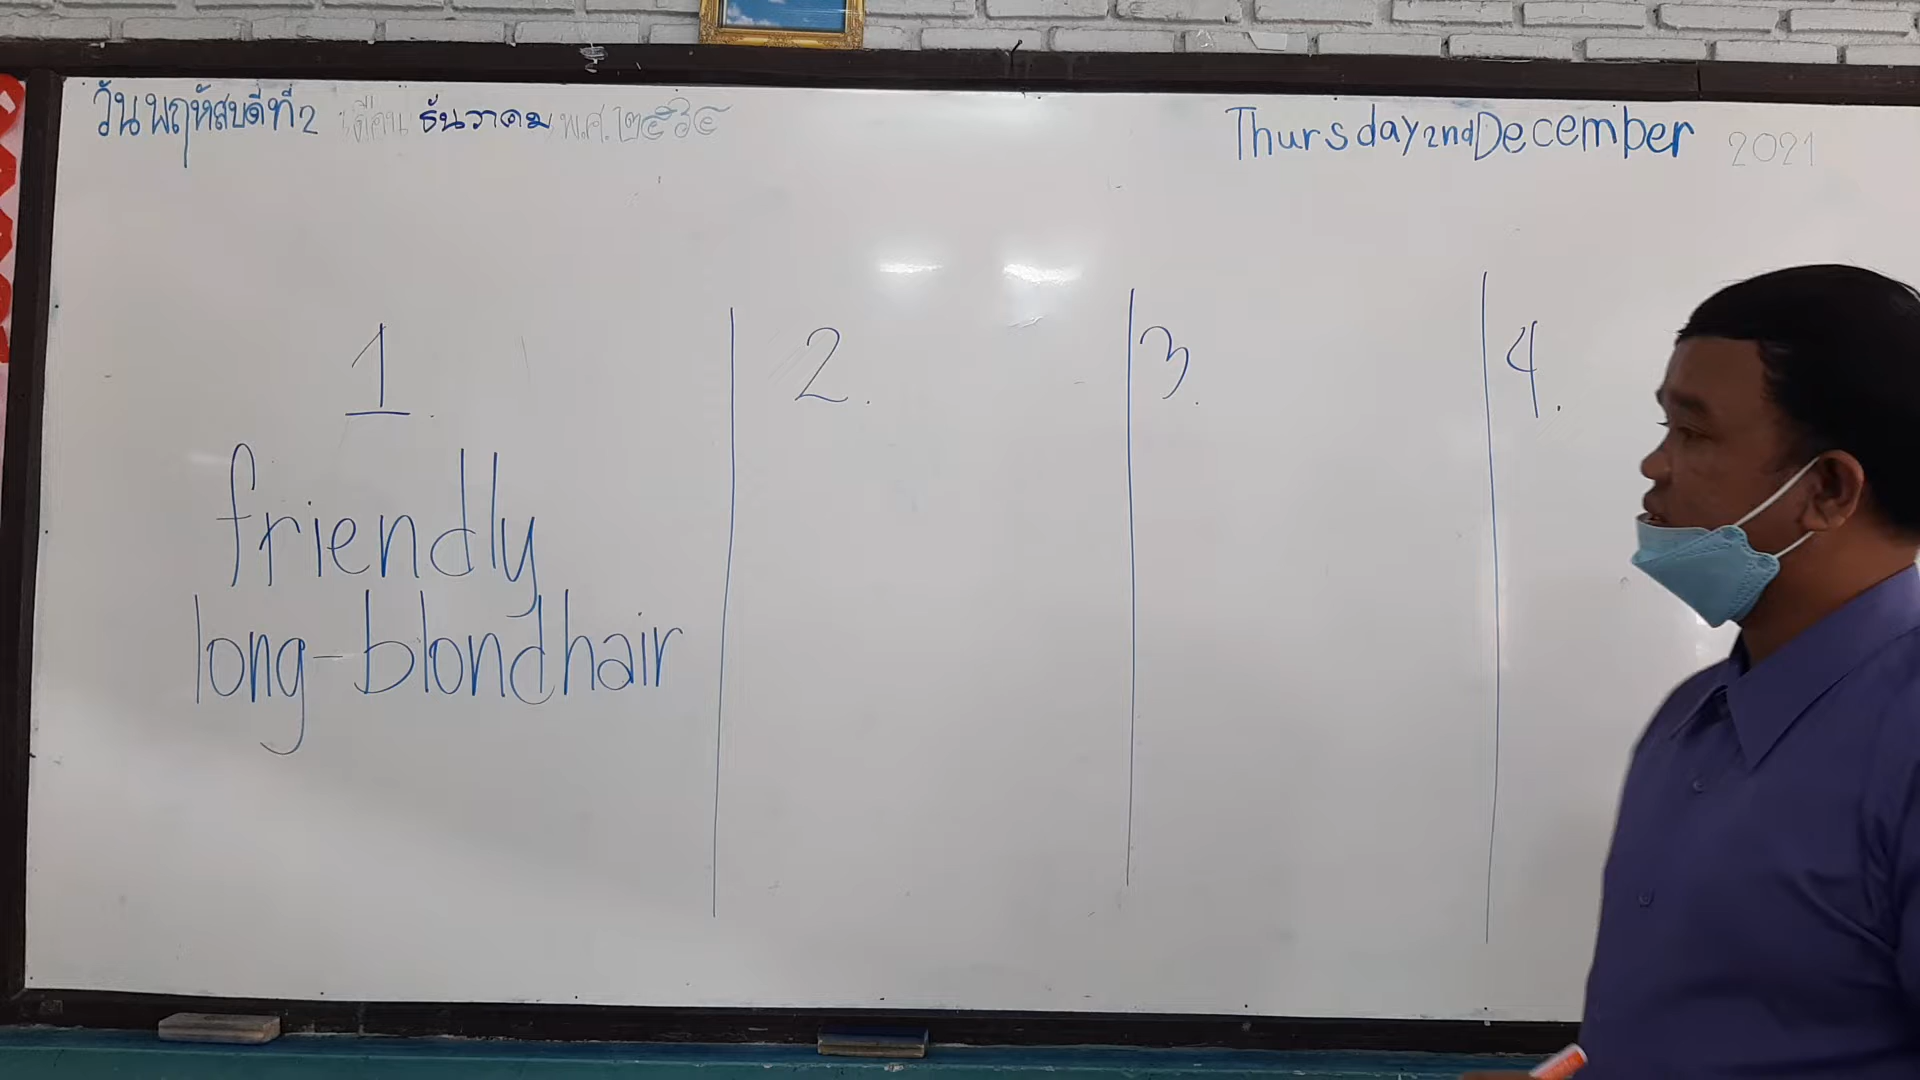 วันพฤหัสบดีที่2 เดือน ธันวาคม พ.ศ.๒๕๖๔
Thursday 2nd December 2021
1.
friendly
long-blond hair
2.
3.
4.